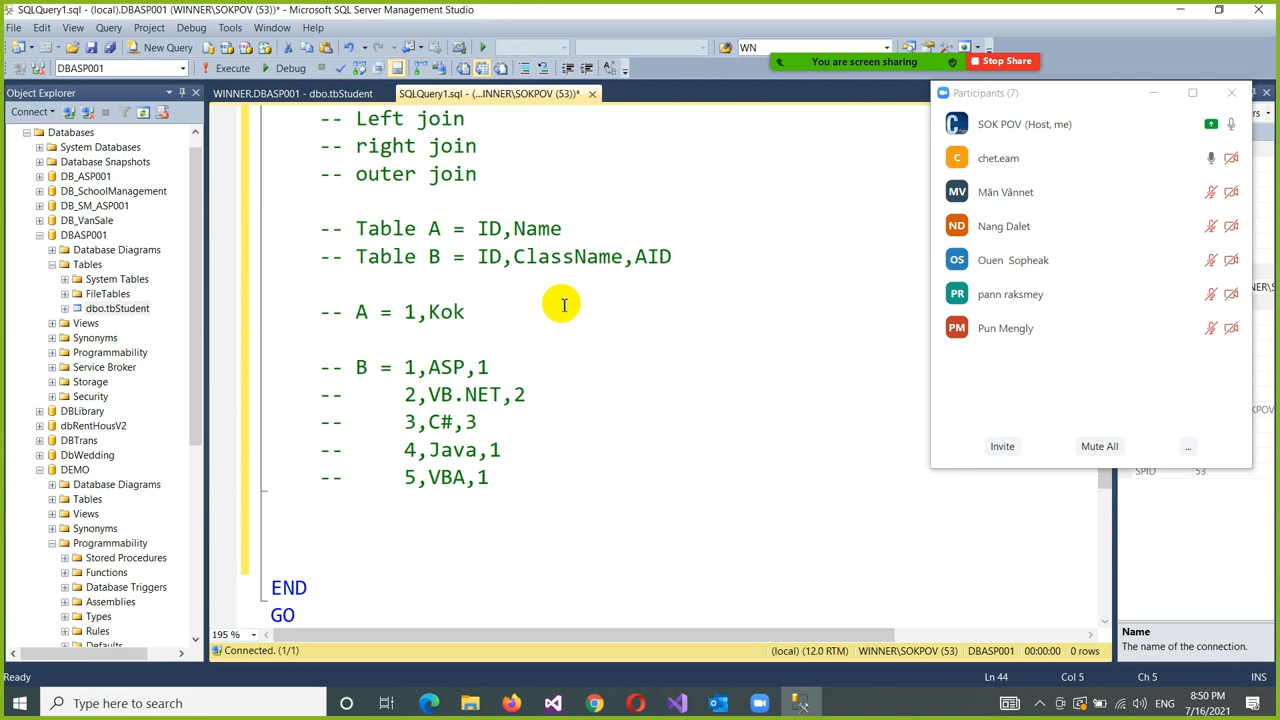 SQLQuery1.sql - (local).DBASP001 (WINNER\SOKPOV (53))* - Microsoft SQL Server Management Studio
File Edit View Query Project Debug Tools Window Help
New Query
WN
You are screen sharing
Stop Share
DBASP001
Execute
Debug
Object Explorer
WINNER.DBASP001 - dbo.tbStudent
SQLQuery1.sql - (...INNER\SOKPOV (53))*
Connect
Databases
System Databases
Database Snapshots
DB_ASP001
DB_SchoolManagement
DB_SM_ASP001
DB_VanSale
DBASP001
Database Diagrams
Tables
System Tables
FileTables
dbo.tbStudent
Views
Synonyms
Programmability
Service Broker
Storage
Security
DBLibrary
dbRentHousV2
DBTrans
DbWedding
DEMO
Database Diagrams
Tables
Views
Synonyms
Programmability
Stored Procedures
Functions
Database Triggers
Assemblies
Types
Rules
Defaults
-- Left join
-- right join
-- outer join
-- Table A = ID,Name
-- Table B = ID,ClassName,AID
-- A = 1,Kok
-- B = 1,ASP,1
-- 2,VB.NET,2
-- 3,C#,3
-- 4,Java,1
-- 5,VBA,1
END
GO
195 %
Connected. (1/1)
(local) (12.0 RTM)
WINNER\SOKPOV (53)
DBASP001
00:00:00
0 rows
Participants (7)
SOK POV (Host, me)
C chet.eam
MV Män Vânnet
ND Nang Dalet
OS Ouen Sopheak
PR pann raksmey
PM Pun Mengly
Invite
Mute All
...
SPID 53
Name
The name of the connection.
Ready
Ln 44
Col 5
Ch 5
INS
Type here to search
ENG
8:50 PM
7/16/2021